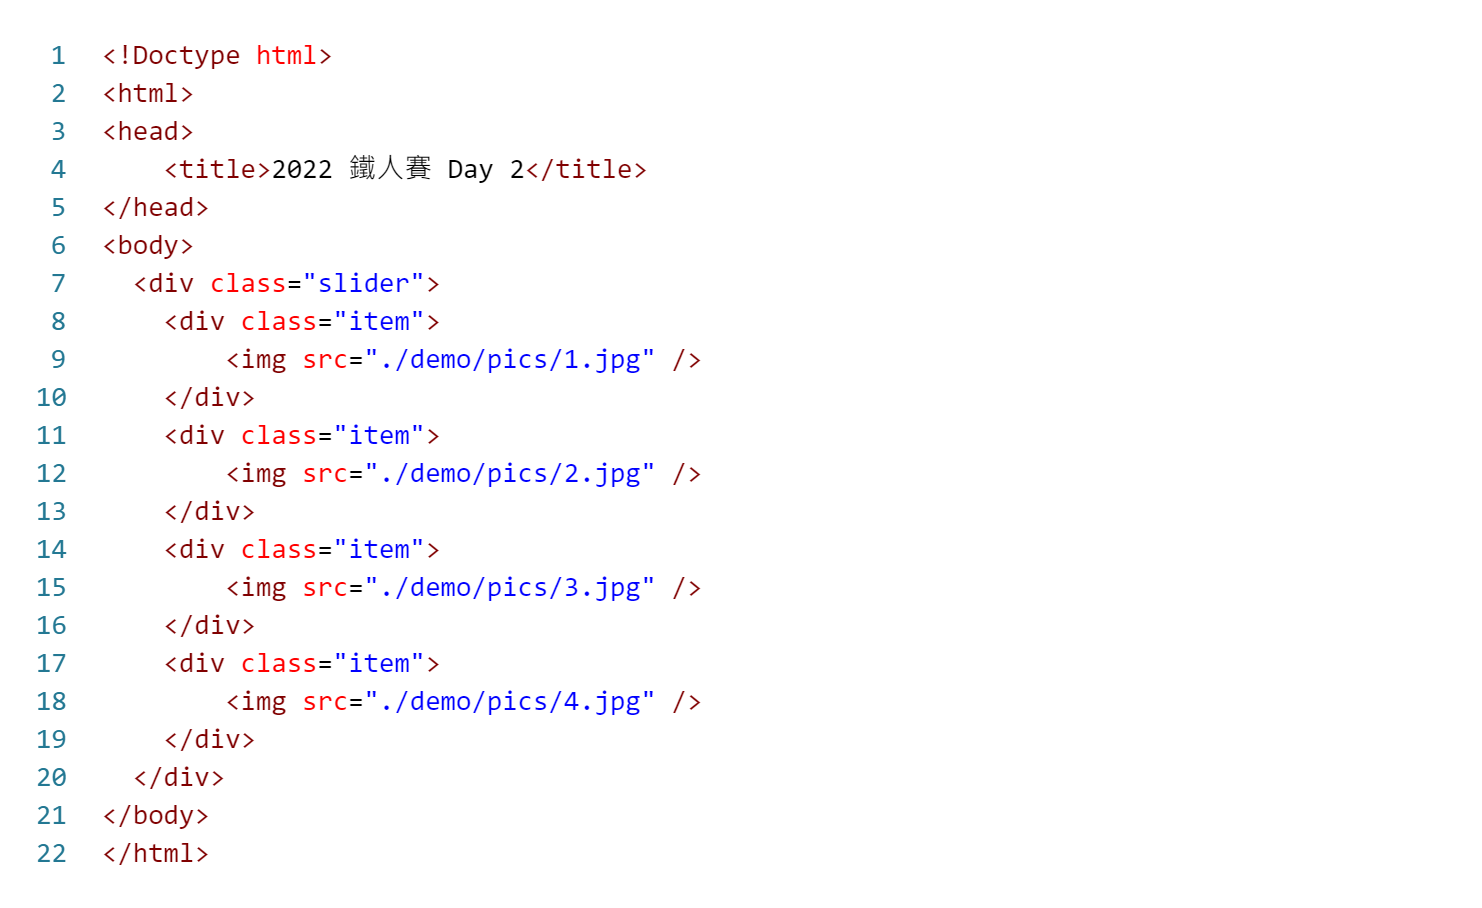 1 <!Doctype html>
2 <html>
3 <head>
4     <title>2022 鐵人賽 Day 2</title>
5 </head>
6 <body>
7   <div class="slider">
8     <div class="item">
9         <img src="./demo/pics/1.jpg" />
10     </div>
11     <div class="item">
12         <img src="./demo/pics/2.jpg" />
13     </div>
14     <div class="item">
15         <img src="./demo/pics/3.jpg" />
16     </div>
17     <div class="item">
18         <img src="./demo/pics/4.jpg" />
19     </div>
20   </div>
21 </body>
22 </html>